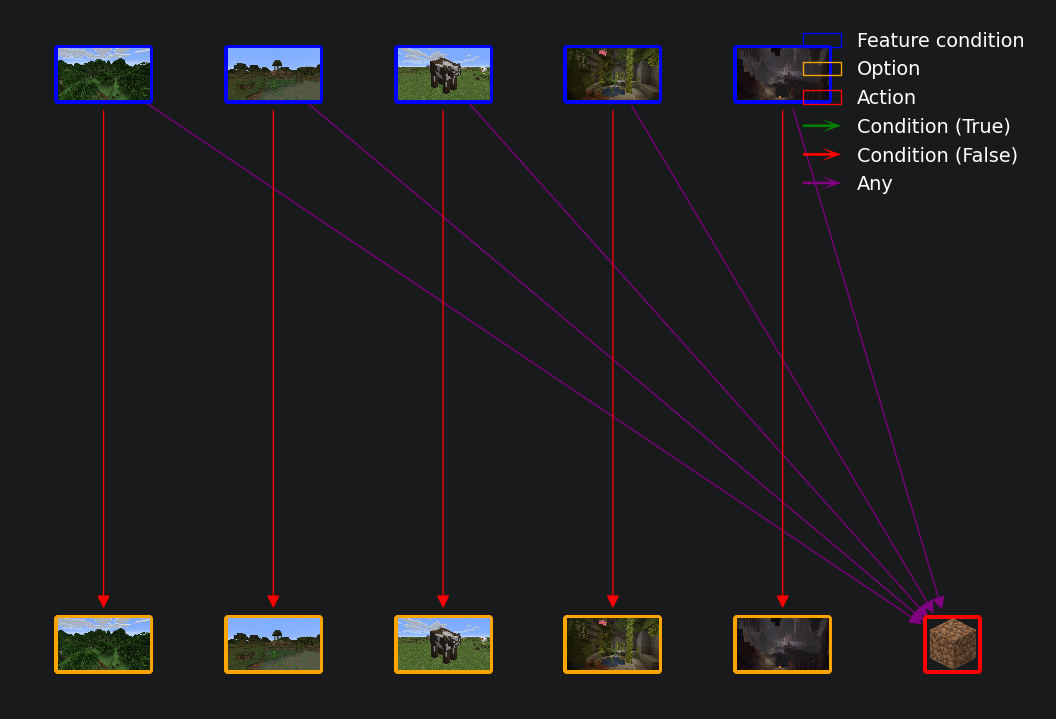 Feature condition
Option
Action
Condition (True)
Condition (False)
Any